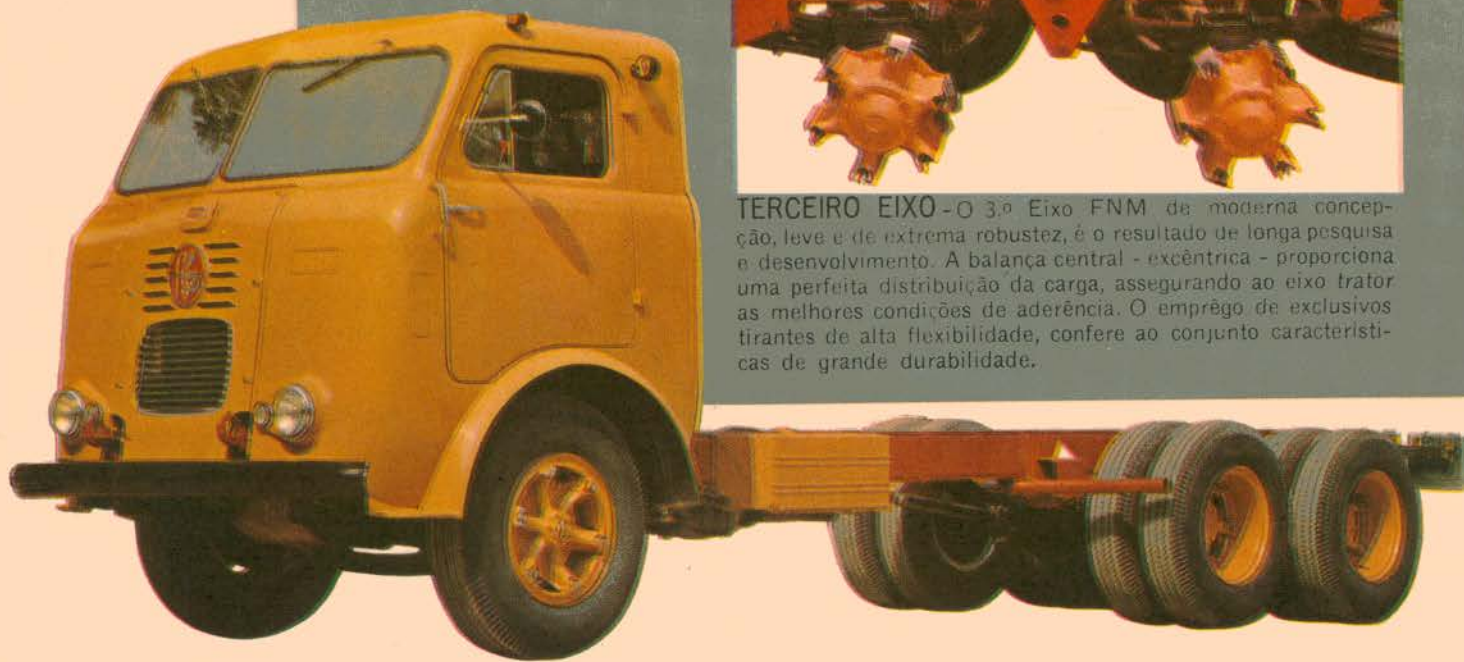 TERCEIRO EIXO - O 3.º Eixo FNM de moderna concep-
ção, leve e de extrema robustez, é o resultado de longa pesquisa
e desenvolvimento. A balança central - excêntrica - proporciona
uma perfeita distribuição da carga, assegurando ao eixo trator
as melhores condições de aderência. O emprêgo de exclusivos
tirantes de alta flexibilidade, confere ao conjunto característi-
cas de grande durabilidade.